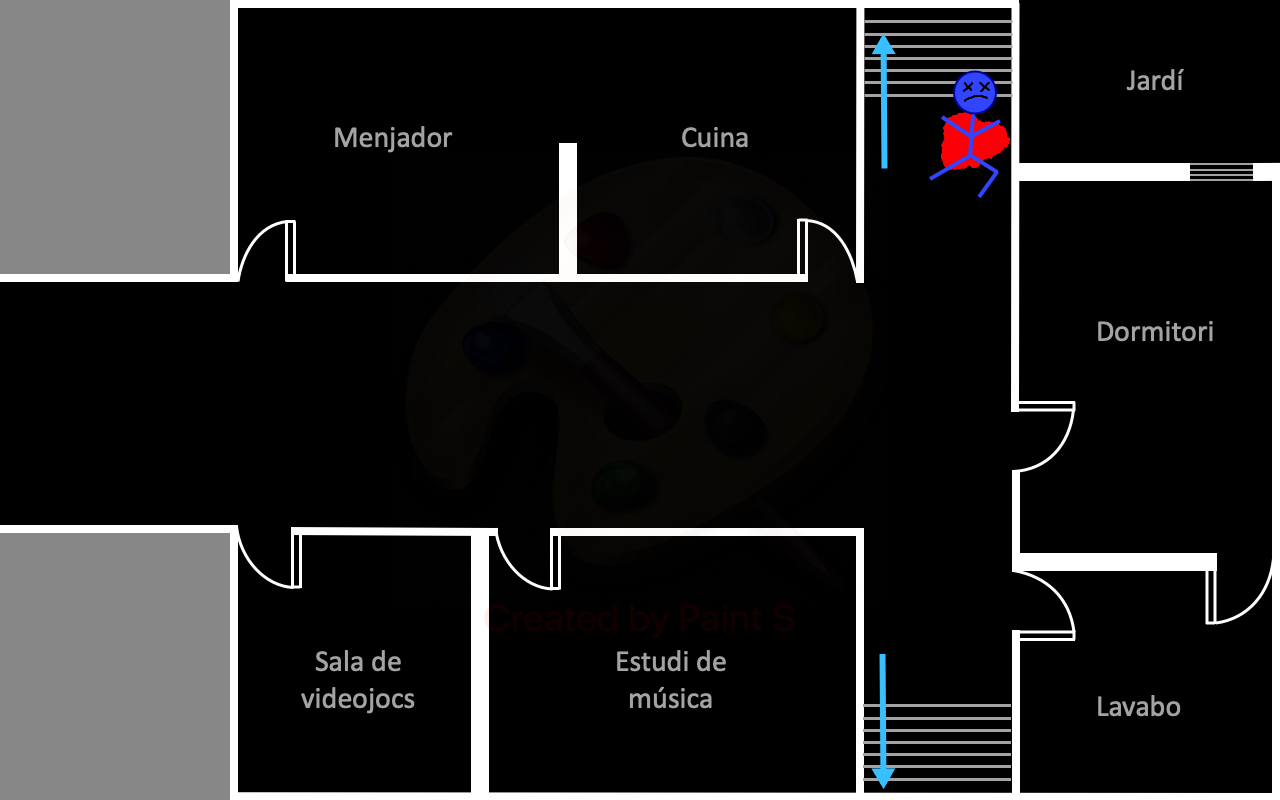 Jardí
Menjador
Cuina
Dormitori
Created by Paint S
Sala de
videojocs
Estudi de
música
Lavabo